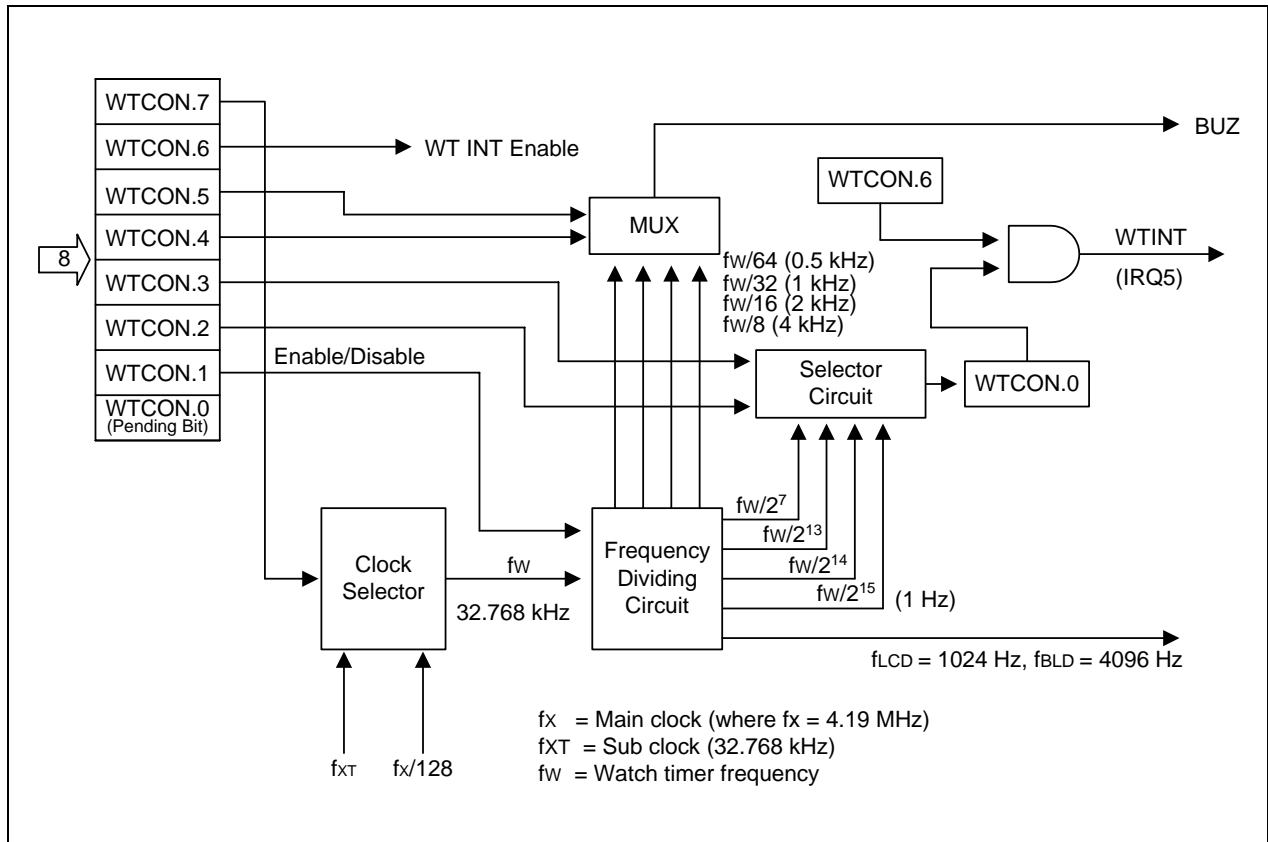 WTCON.7
WTCON.6
WTCON.5
WTCON.4
WTCON.3
WTCON.2
WTCON.1
WTCON.0
(Pending Bit)
8
WT INT Enable
BUZ
WTCON.6
MUX
WTINT
(IRQ5)
fW/64 (0.5 kHz)
fW/32 (1 kHz)
fW/16 (2 kHz)
fW/8 (4 kHz)
Enable/Disable
Selector
Circuit
WTCON.0
fW/2⁷
fW/2¹³
fW/2¹⁴
fW/2¹⁵
(1 Hz)
Clock
Selector
fW
32.768 kHz
Frequency
Dividing
Circuit
fLCD = 1024 Hz, fBLD = 4096 Hz
fXT
fX/128
fX = Main clock (where fx = 4.19 MHz)
fXT = Sub clock (32.768 kHz)
fW = Watch timer frequency